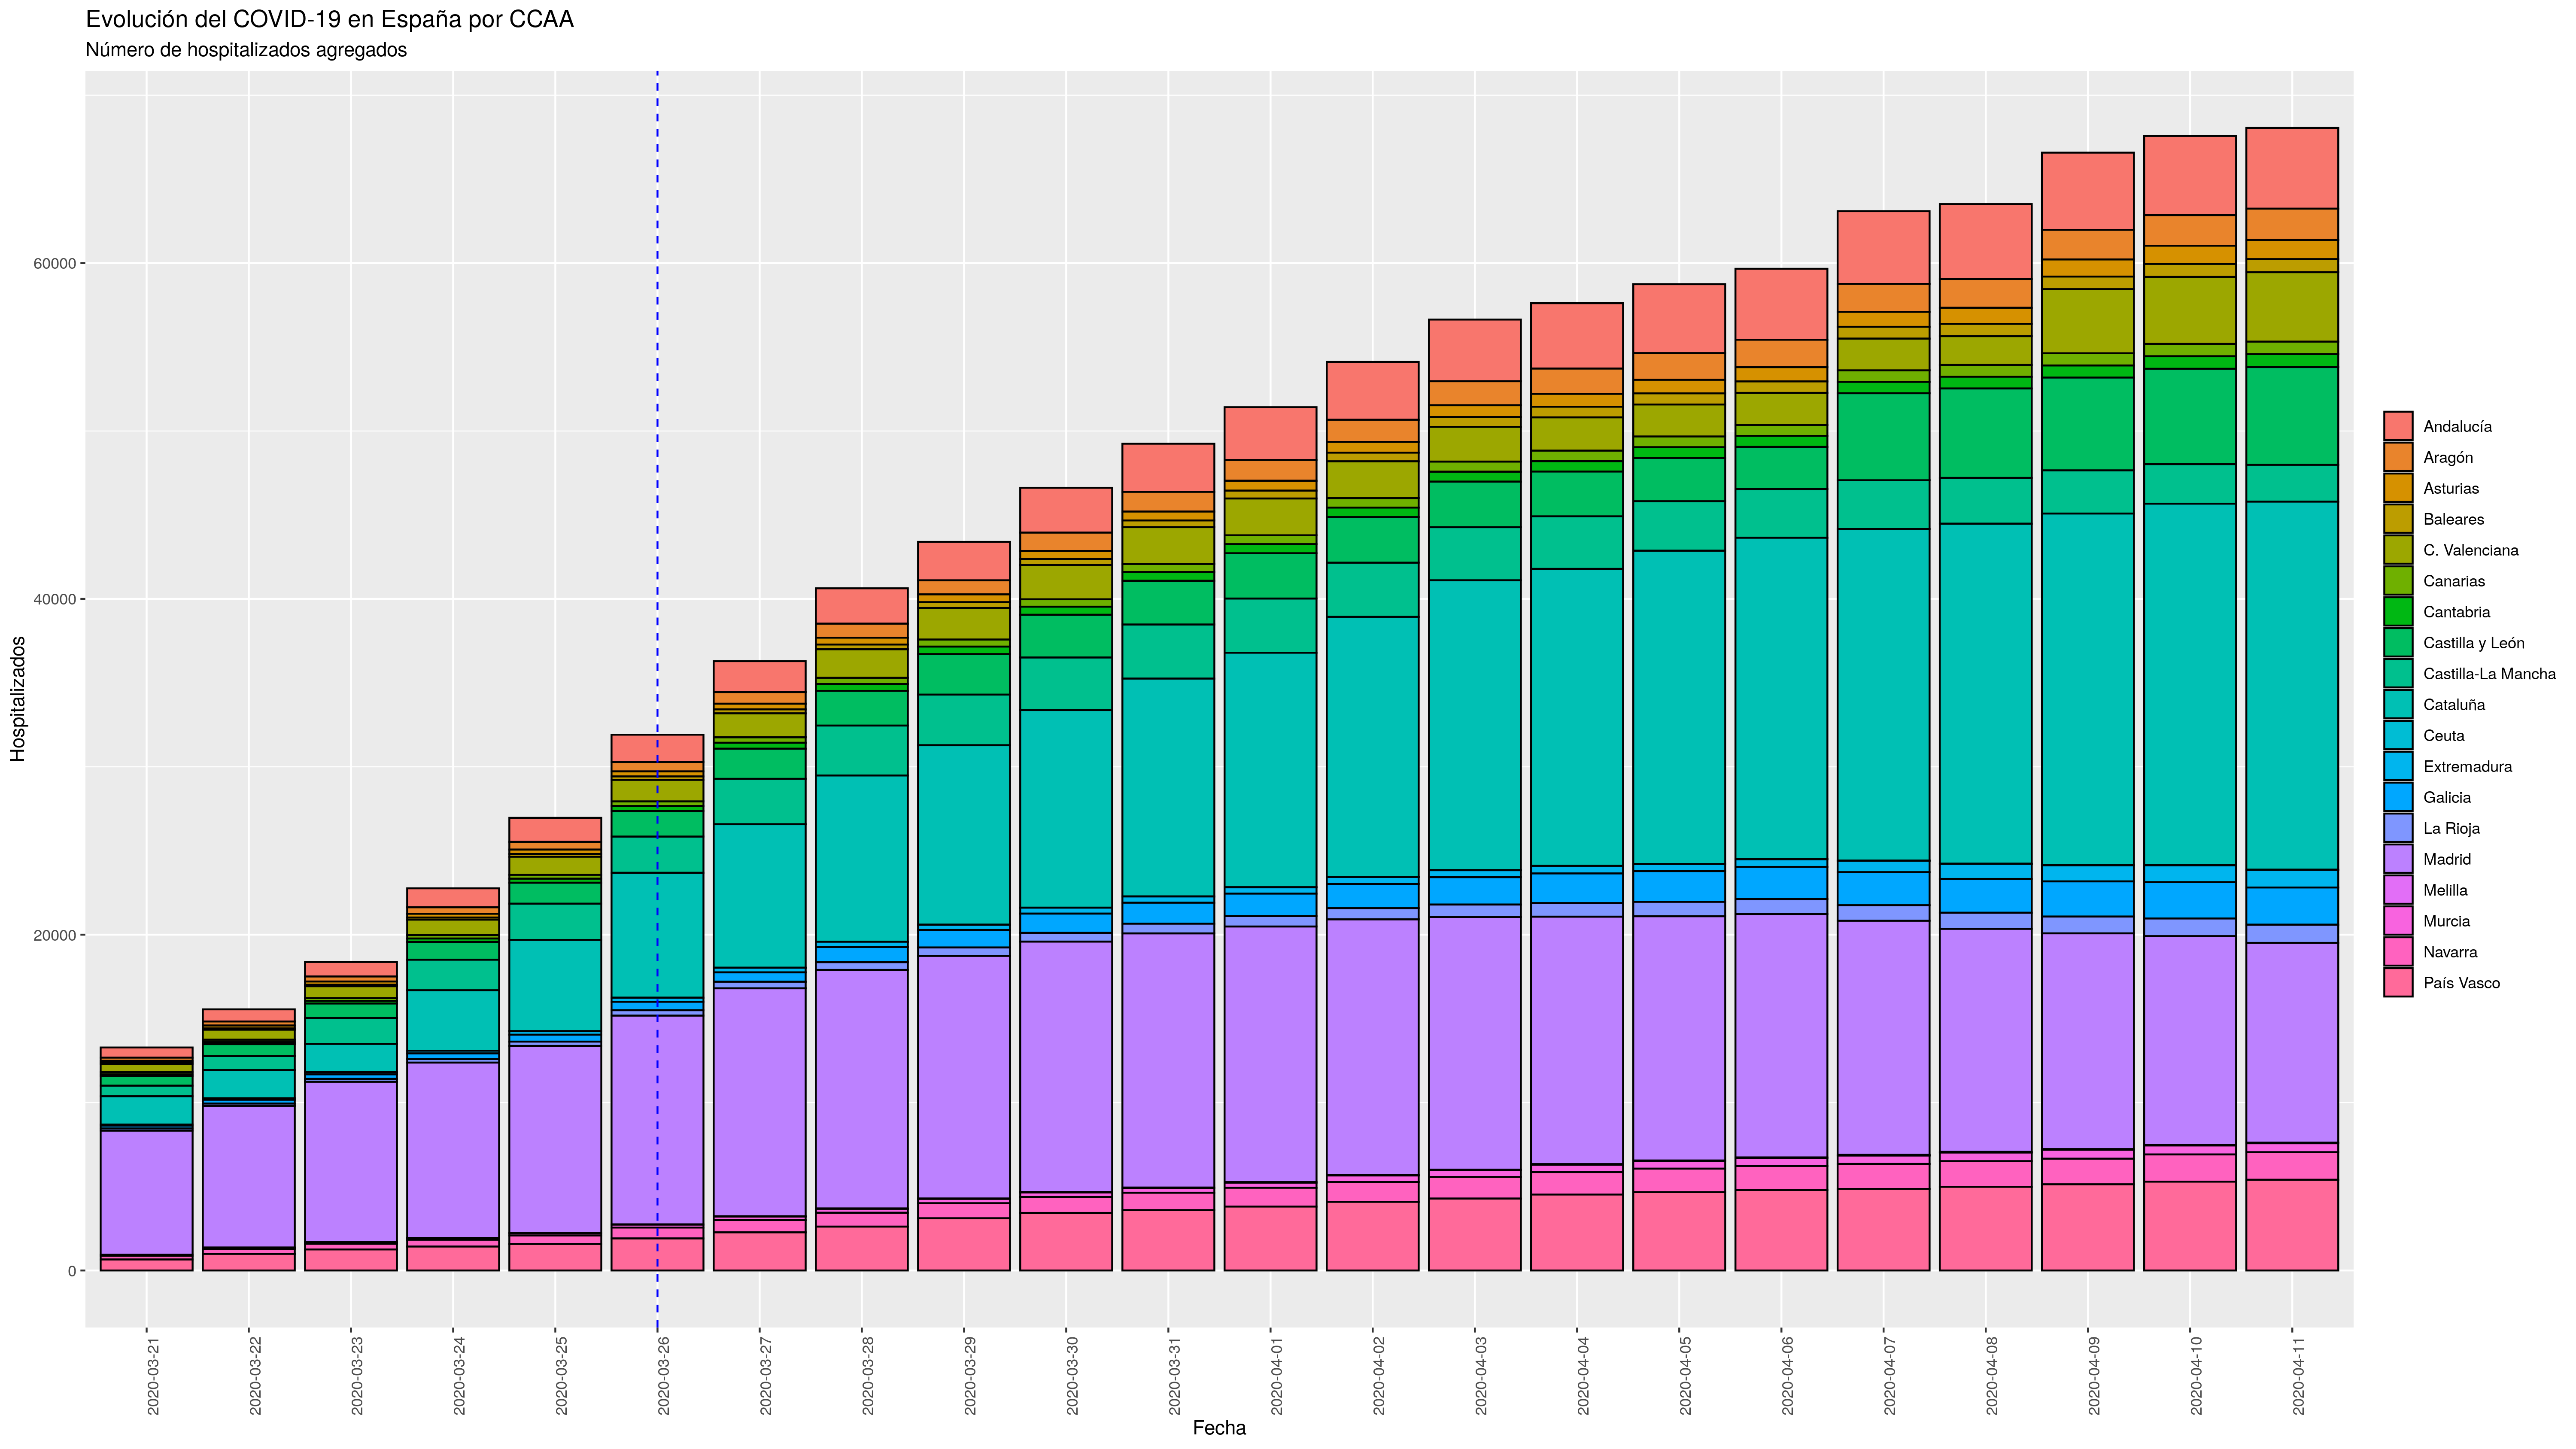 Evolución del COVID-19 en España por CCAA
Número de hospitalizados agregados
Hospitalizados
60000
40000
20000
0
2020-03-21
2020-03-22
2020-03-23
2020-03-24
2020-03-25
2020-03-26
2020-03-27
2020-03-28
2020-03-29
2020-03-30
2020-03-31
2020-04-01
2020-04-02
2020-04-03
2020-04-04
2020-04-05
2020-04-06
2020-04-07
2020-04-08
2020-04-09
2020-04-10
2020-04-11
Fecha
Andalucía
Aragón
Asturias
Baleares
C. Valenciana
Canarias
Cantabria
Castilla y León
Castilla-La Mancha
Cataluña
Ceuta
Extremadura
Galicia
La Rioja
Madrid
Melilla
Murcia
Navarra
País Vasco